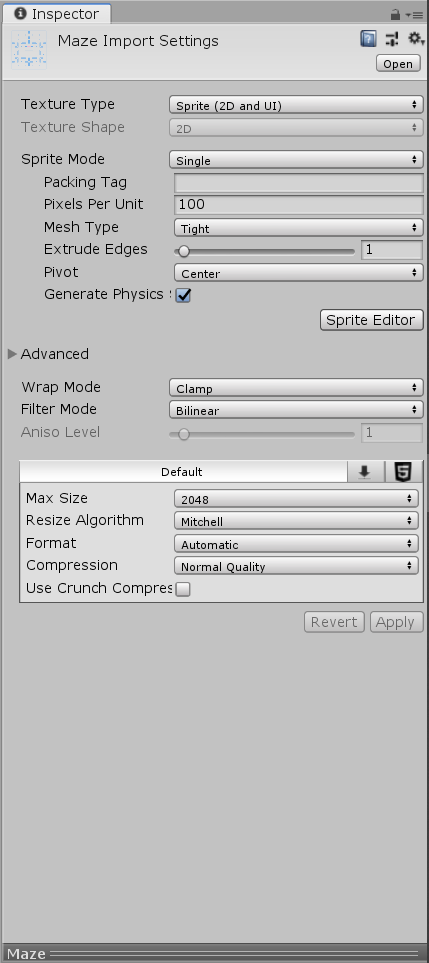 Inspector
Maze Import Settings
Open
Texture Type Sprite (2D and UI)
Texture Shape 2D
Sprite Mode Single
Packing Tag
Pixels Per Unit 100
Mesh Type Tight
Extrude Edges 1
Pivot Center
Generate Physics
Sprite Editor
Advanced
Wrap Mode Clamp
Filter Mode Bilinear
Aniso Level 1
Default
Max Size 2048
Resize Algorithm Mitchell
Format Automatic
Compression Normal Quality
Use Crunch Compres
Revert Apply
Maze